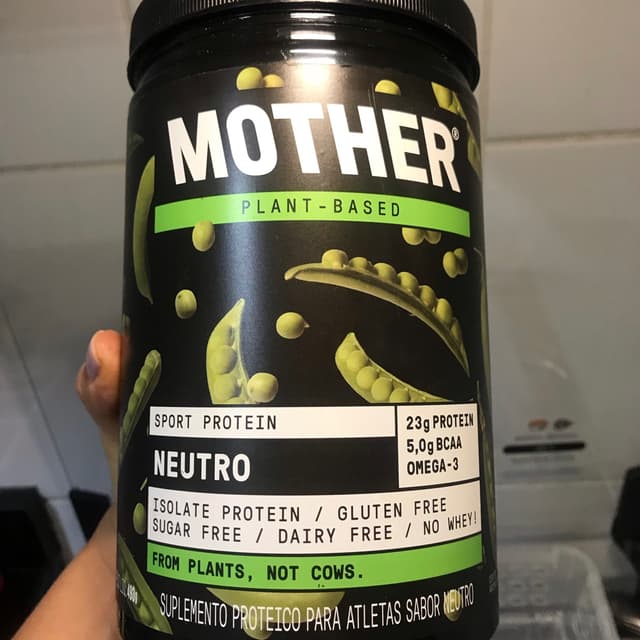 MOTHER®
PLANT-BASED
SPORT PROTEIN
NEUTRO
23g PROTEIN
5,0g BCAA
OMEGA-3
ISOLATE PROTEIN / GLUTEN FREE
SUGAR FREE / DAIRY FREE / NO WHEY!
FROM PLANTS, NOT COWS.
SUPLEMENTO PROTEICO PARA ATLETAS SABOR NEUTRO